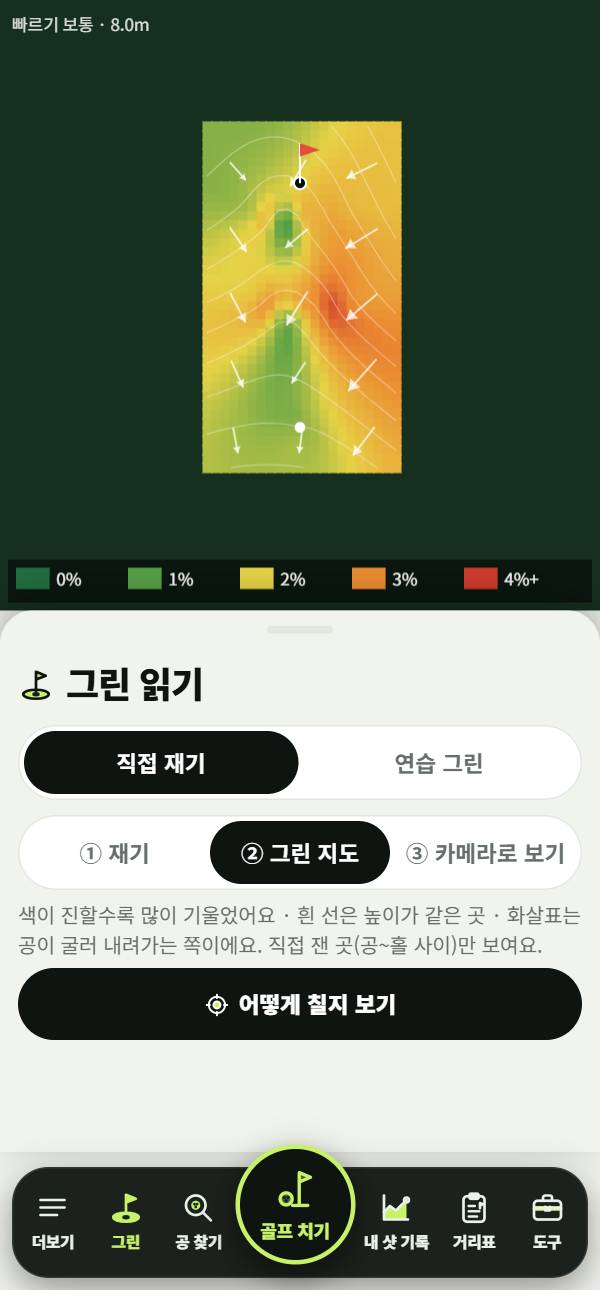 빠르기 보통 · 8.0m
0% 1% 2% 3% 4%+
그린 읽기
직접 재기 연습 그린
① 재기 ② 그린 지도 ③ 카메라로 보기
색이 진할수록 많이 기울었어요 · 흰 선은 높이가 같은 곳 · 화살표는
공이 굴러 내려가는 쪽이에요. 직접 잰 곳(공~홀 사이)만 보여요.
어떻게 칠지 보기
더보기 그린 공 찾기 골프 치기 내 샷 기록 거리표 도구